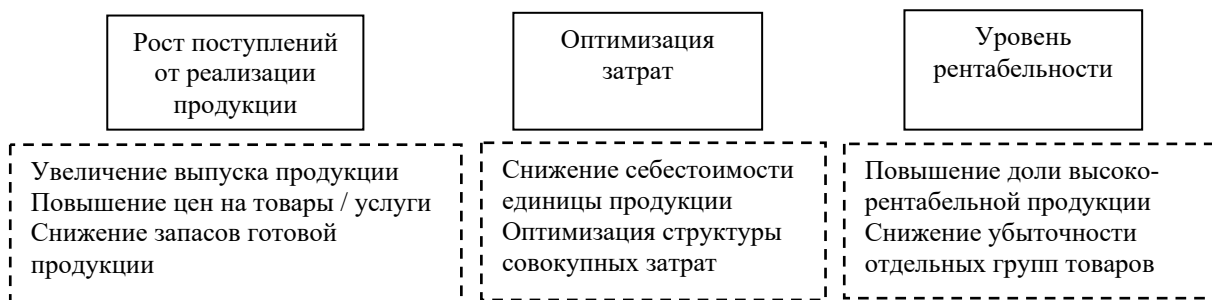 Рост поступлений
от реализации
продукции
Оптимизация
затрат
Уровень
рентабельности
Увеличение выпуска продукции
Повышение цен на товары / услуги
Снижение запасов готовой
продукции
Снижение себестоимости
единицы продукции
Оптимизация структуры
совокупных затрат
Повышение доли высоко-
рентабельной продукции
Снижение убыточности
отдельных групп товаров